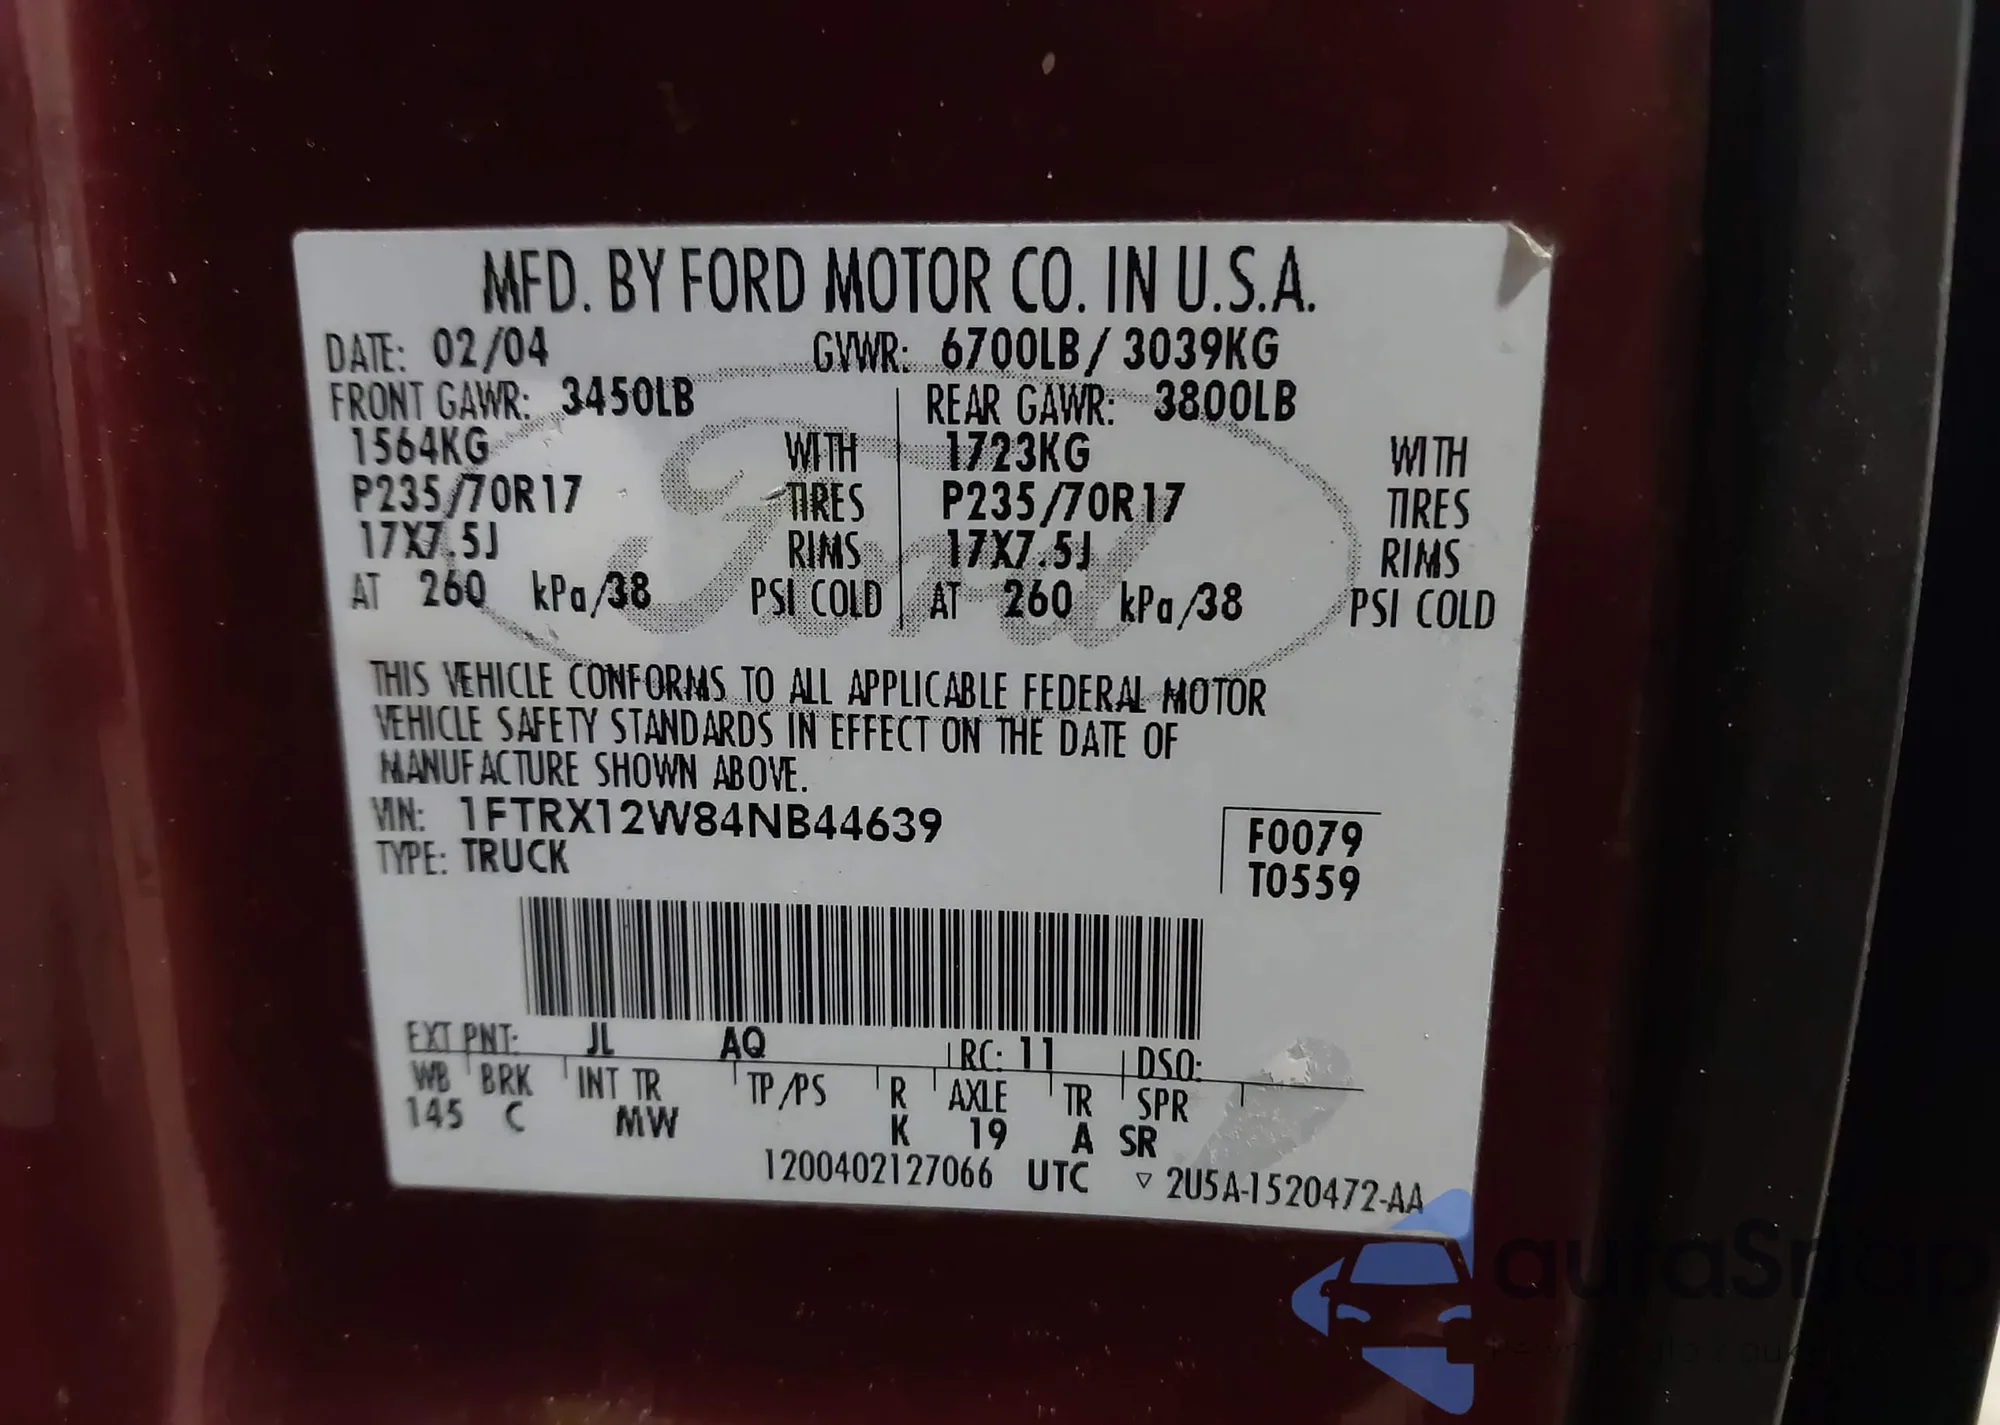 MFD. BY FORD MOTOR CO. IN U.S.A.
DATE: 02/04 GVWR: 6700LB/ 3039KG
FRONT GAWR: 3450LB REAR GAWR: 3800LB
1564KG WITH 1723KG WITH
P235/70R17 TIRES P235/70R17 TIRES
17X7.5J RIMS 17X7.5J RIMS
AT 260 kPa/38 PSI COLD AT 260 kPa/38 PSI COLD
Ford
THIS VEHICLE CONFORMS TO ALL APPLICABLE FEDERAL MOTOR
VEHICLE SAFETY STANDARDS IN EFFECT ON THE DATE OF
MANUFACTURE SHOWN ABOVE.
VIN: 1FTRX12W84NB44639 F0079
TYPE: TRUCK T0559
EXT PNT: JL AQ RC: 11 DSO:
WB BRK INT TR TP/PS R AXLE TR SPR
145 C MW K 19 A SR
1200402127066 UTC ▽ 2U5A-1520472-AA
auraSnap